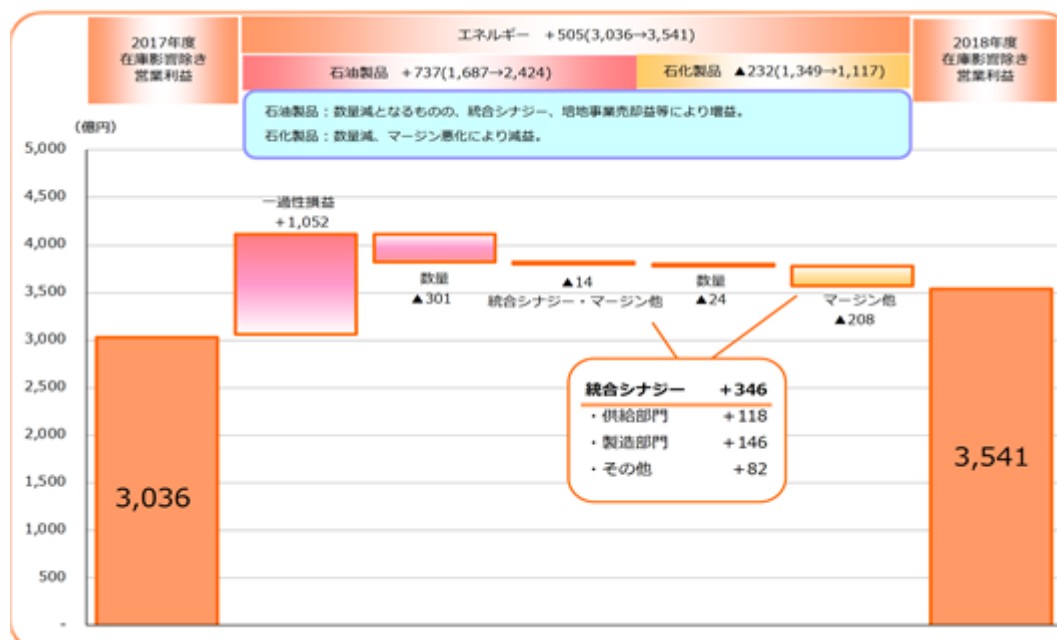 2017年度
在庫影響除き
営業利益
エネルギー +505(3,036→3,541)
石油製品 +737(1,687→2,424)
石化製品 ▲232(1,349→1,117)
2018年度
在庫影響除き
営業利益
石油製品：数量減となるものの、統合シナジー、培地事業売却益等により増益。
石化製品：数量減、マージン悪化により減益。
(億円)
5,000
4,500
4,000
3,500
3,000
2,500
2,000
1,500
1,000
500
-
一過性損益
+1,052
数量
▲301
▲14
統合シナジー・マージン他
数量
▲24
マージン他
▲208
統合シナジー +346
・供給部門 +118
・製造部門 +146
・その他 +82
3,036
3,541